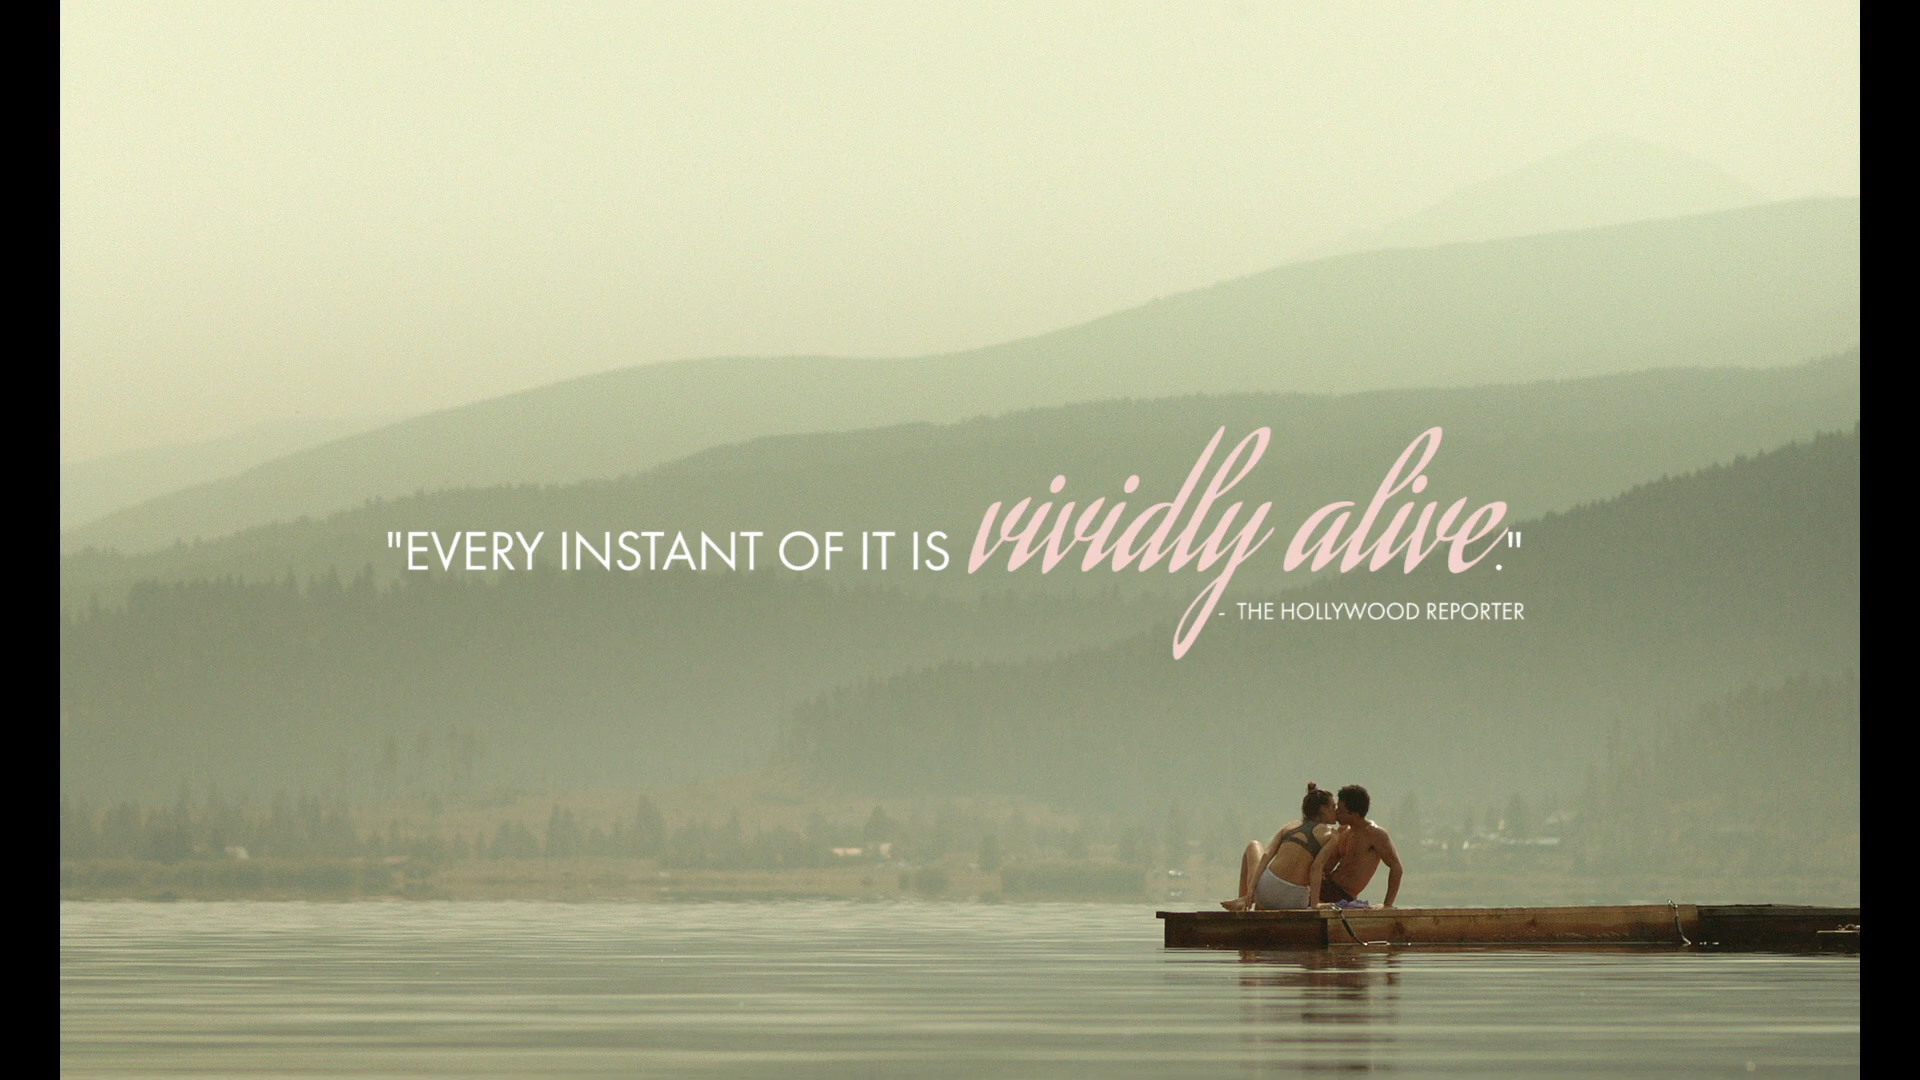 "EVERY INSTANT OF IT IS vividly alive."
- THE HOLLYWOOD REPORTER